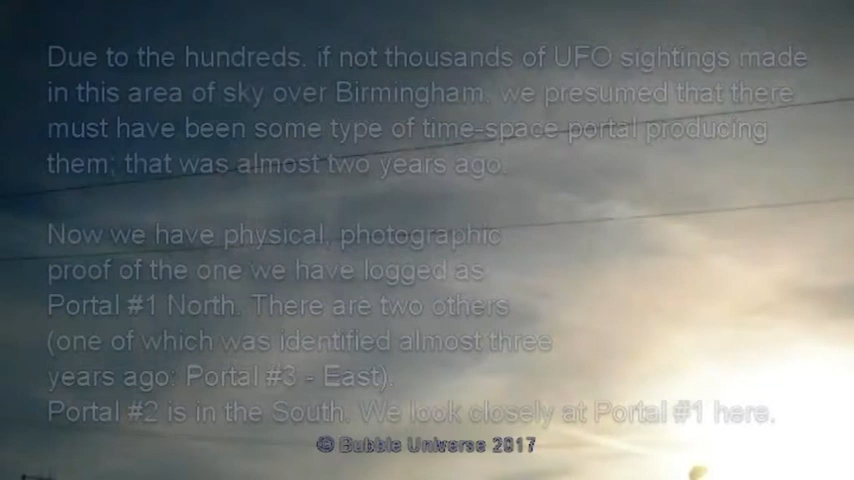 Due to the hundreds, if not thousands of UFO sightings made
in this area of sky over Birmingham, we presumed that there
must have been some type of time-space portal producing
them; that was almost two years ago.
Now we have physical, photographic
proof of the one we have logged as
Portal #1 North. There are two others
(one of which was identified almost three
years ago: Portal #3 - East).
Portal #2 is in the South. We look closely at Portal #1 here.
© Bubble Universe 2017